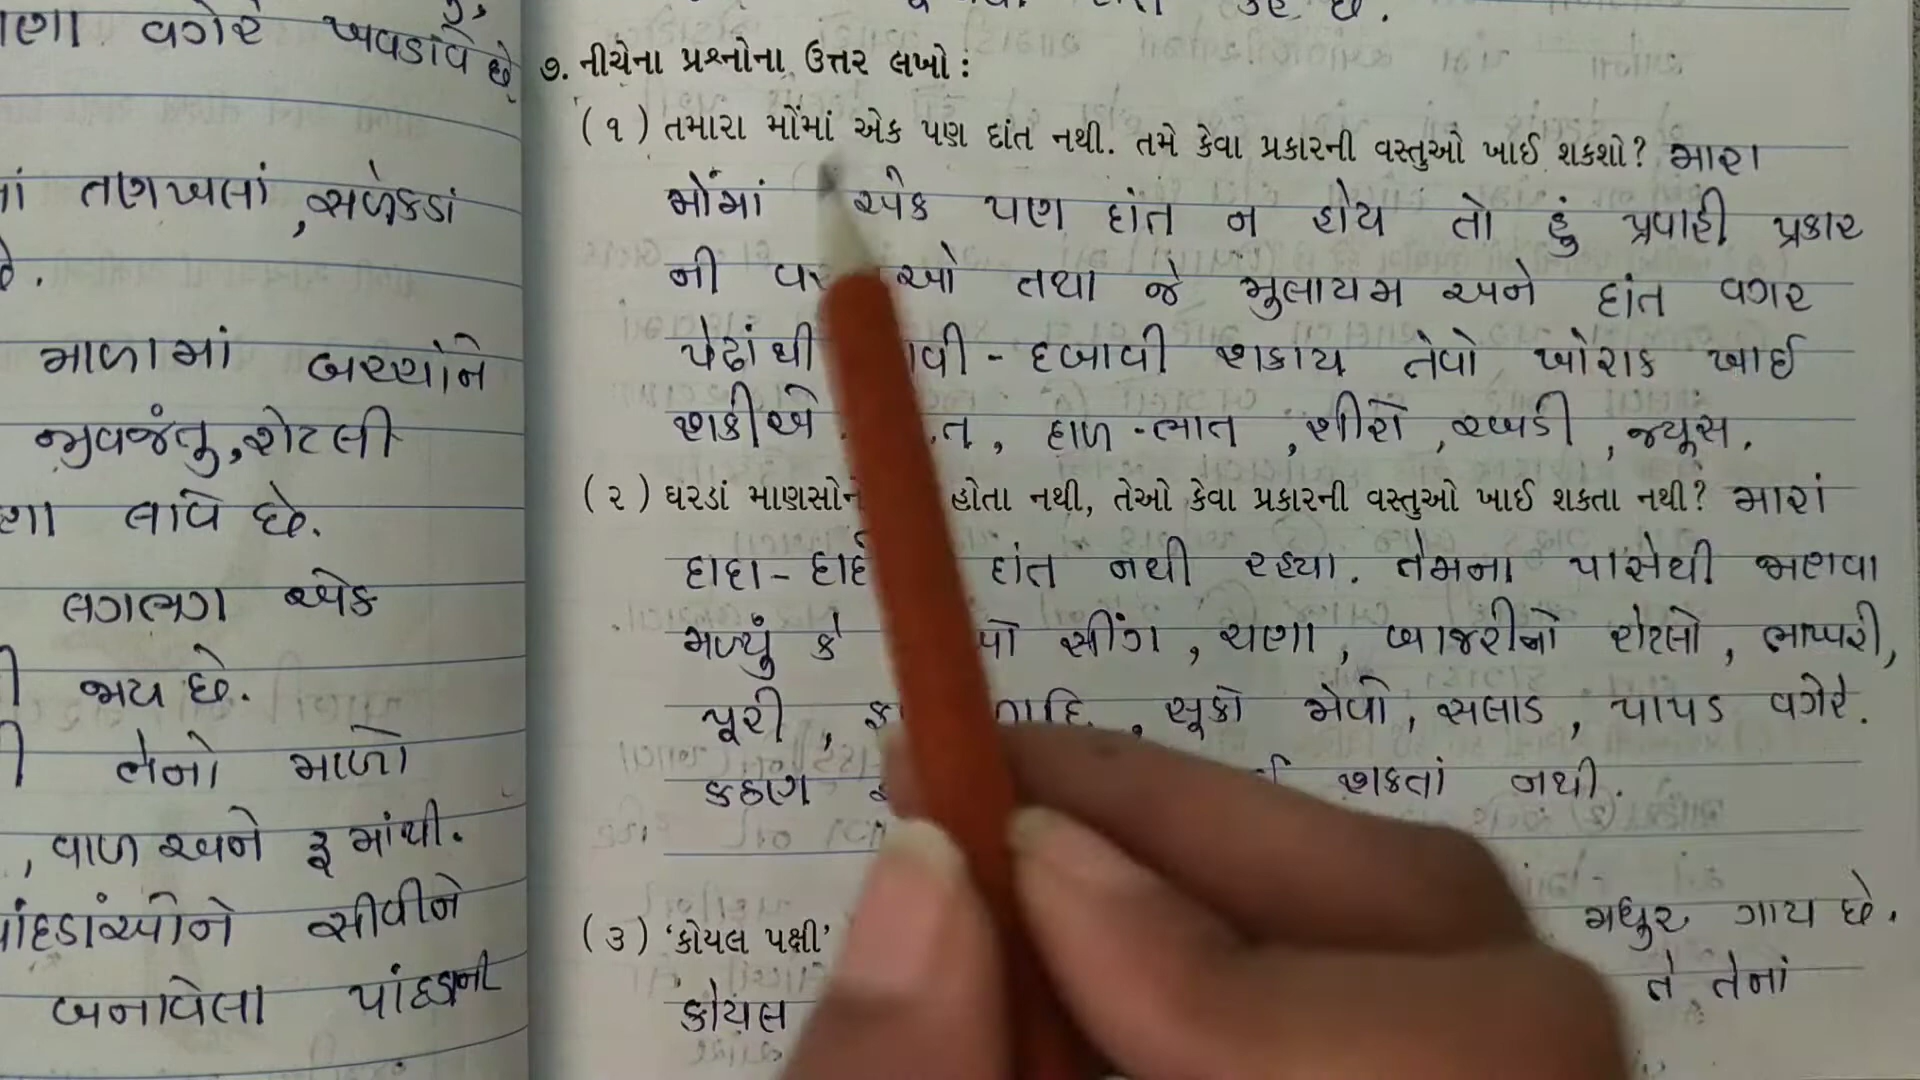 ણા વગેરે ખવડાવે છે
માં તણખલાં , સળેકડાં
માળામાં બચ્ચાંને
જીવજંતુ , રોટલી
લાવે છે.
લગભગ એક
જાય છે.
તેનો માળો
, વાળ અને રૂ માંથી.
પાંદડાંઓને સીવીને
બનાવેલા પાંદડાની
૭. નીચેના પ્રશ્નોના ઉત્તર લખો :
( ૧ ) તમારા મોંમાં એક પણ દાંત નથી. તમે કેવા પ્રકારની વસ્તુઓ ખાઈ શકશો? મારા
મોંમાં એક પણ દાંત ન હોય તો હું પ્રવાહી પ્રકાર
ની તથા જે મુલાયમ અને દાંત વગર
પેઢાંથી - દબાવી શકાય તેવો ખોરાક ખાઈ
શકીએ , દાળ - ભાત , શીરો , રબડી , જ્યૂસ.
( ૨ ) ઘરડાં માણસોને હોતા નથી, તેઓ કેવા પ્રકારની વસ્તુઓ ખાઈ શકતા નથી? મારાં
દાદા - દાંત નથી રહ્યા. તેમના પાસેથી જાણવા
મળ્યું કે સીંગ , ચણા , બાજરીનો રોટલો , ભાખરી,
પૂરી , , સૂકો મેવો , સલાડ , પાપડ વગેરે.
કઠણ શકતાં નથી.
( ૩ ) ‘કોયલ પક્ષી’ મધુર ગાય છે.
કોયલ તે તેનાં